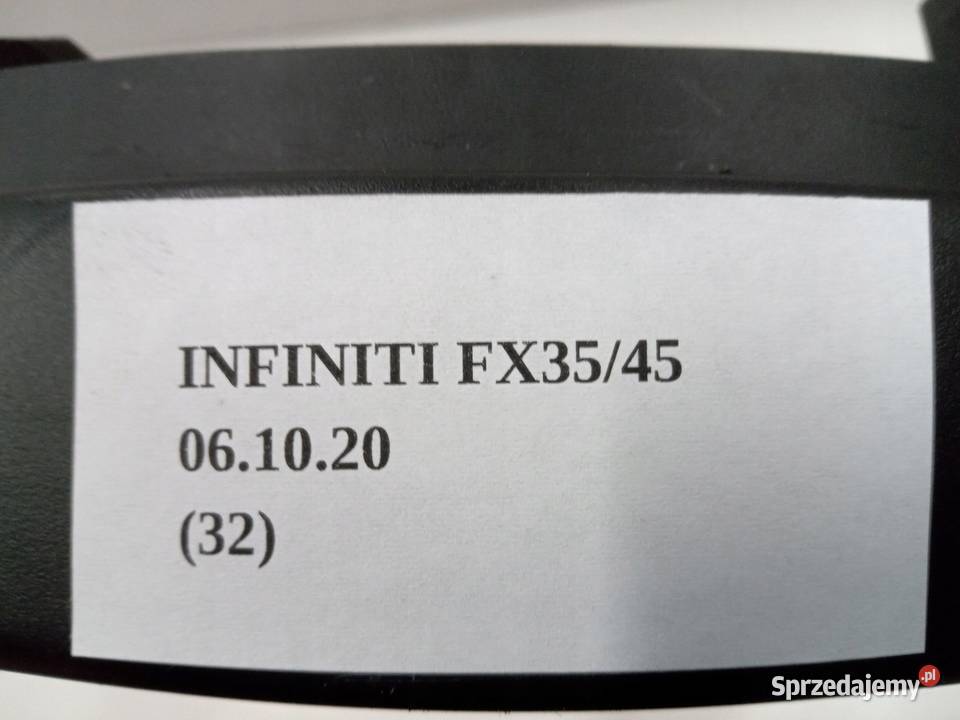 INFINITI FX35/45
06.10.20
(32)
Sprzedajemy.pl